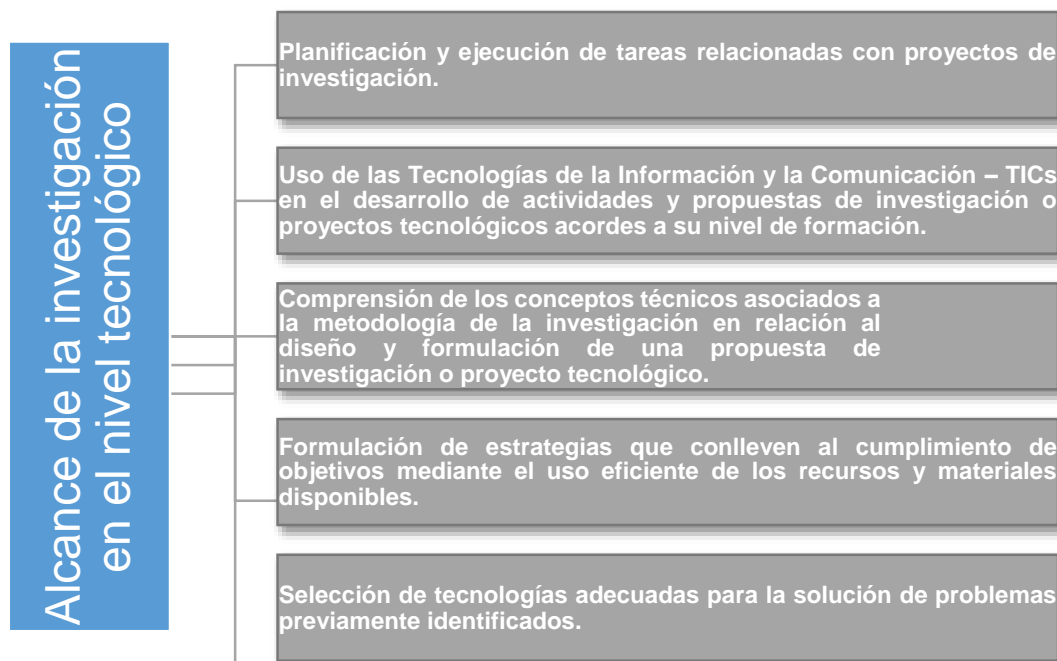 Alcance de la investigación
en el nivel tecnológico
Planificación y ejecución de tareas relacionadas con proyectos de
investigación.
Uso de las Tecnologías de la Información y la Comunicación – TICs
en el desarrollo de actividades y propuestas de investigación o
proyectos tecnológicos acordes a su nivel de formación.
Comprensión de los conceptos técnicos asociados a
la metodología de la investigación en relación al
diseño y formulación de una propuesta de
investigación o proyecto tecnológico.
Formulación de estrategias que conlleven al cumplimiento de
objetivos mediante el uso eficiente de los recursos y materiales
disponibles.
Selección de tecnologías adecuadas para la solución de problemas
previamente identificados.